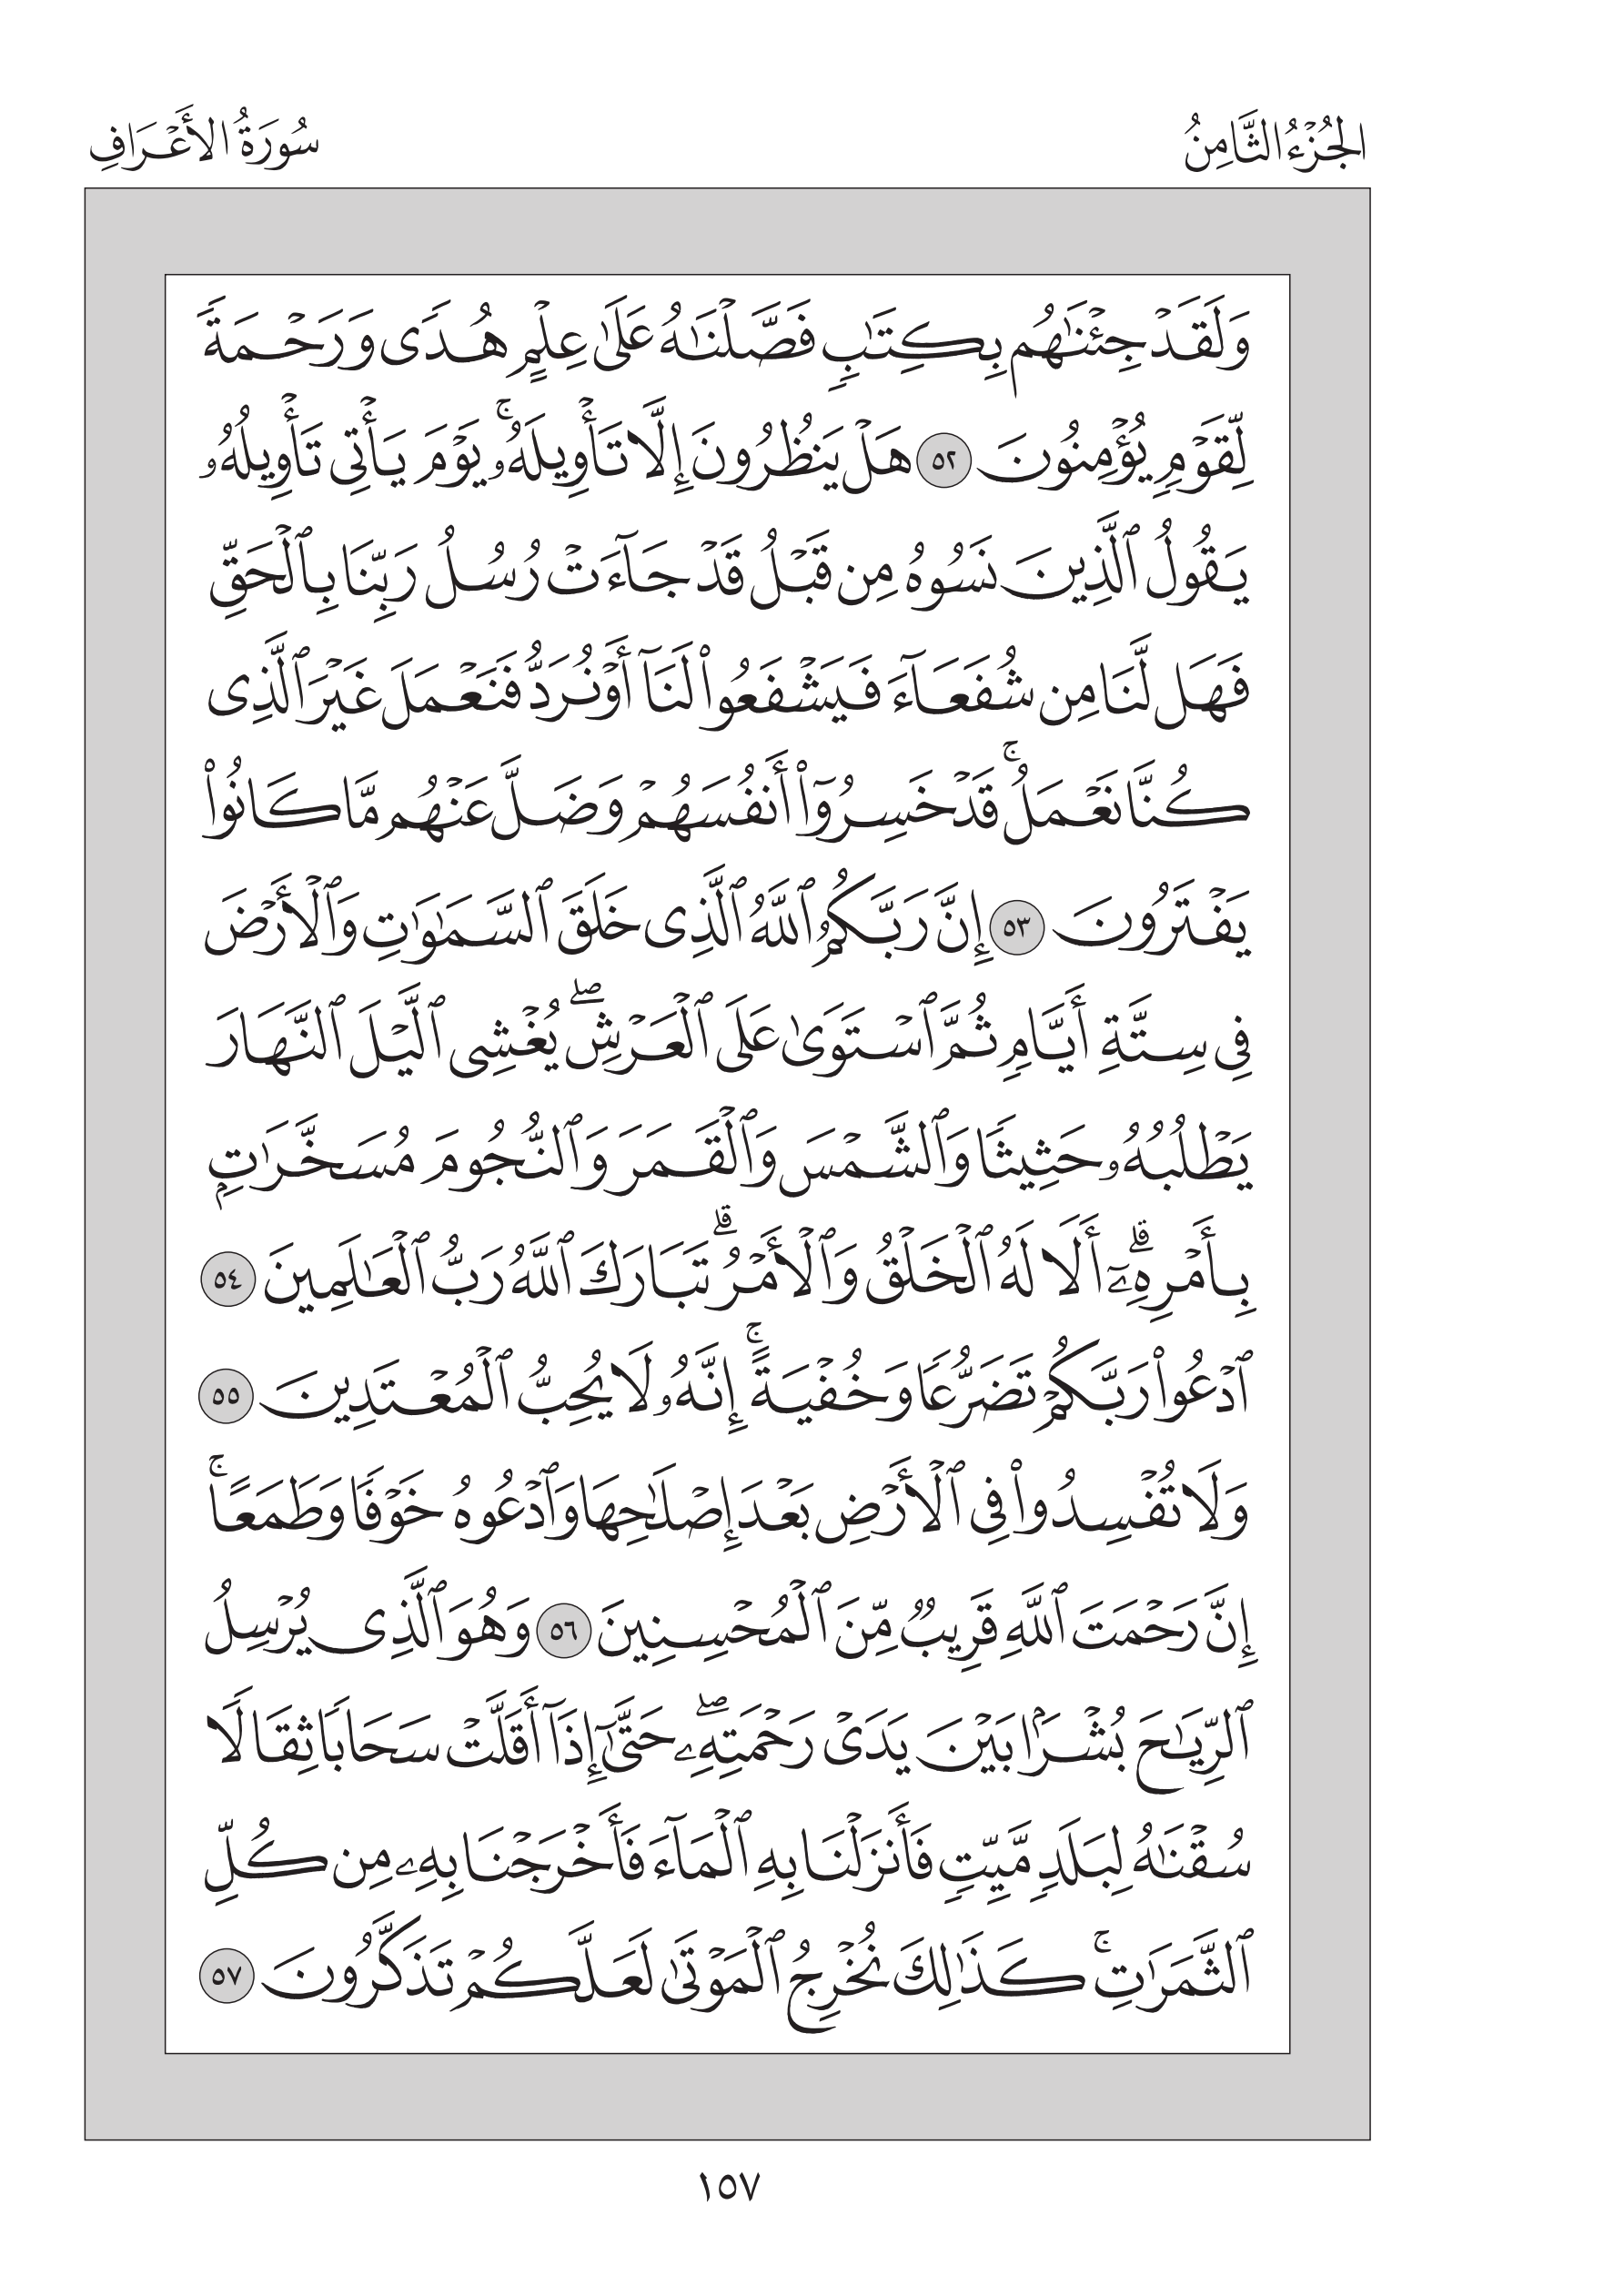 الجُزْءُ الثَّامِنُ
سُورَةُ الأَعْرَافِ
وَلَقَدْ جِئْنَٰهُم بِكِتَٰبٍ فَصَّلْنَٰهُ عَلَىٰ عِلْمٍ هُدًى وَرَحْمَةً
لِّقَوْمٍ يُؤْمِنُونَ ٥٢ هَلْ يَنظُرُونَ إِلَّا تَأْوِيلَهُۥۚ يَوْمَ يَأْتِى تَأْوِيلُهُۥ
يَقُولُ ٱلَّذِينَ نَسُوهُ مِن قَبْلُ قَدْ جَآءَتْ رُسُلُ رَبِّنَا بِٱلْحَقِّ
فَهَل لَّنَا مِن شُفَعَآءَ فَيَشْفَعُوا۟ لَنَآ أَوْ نُرَدُّ فَنَعْمَلَ غَيْرَ ٱلَّذِى
كُنَّا نَعْمَلُۚ قَدْ خَسِرُوٓا۟ أَنفُسَهُمْ وَضَلَّ عَنْهُم مَّا كَانُوا۟
يَفْتَرُونَ ٥٣ إِنَّ رَبَّكُمُ ٱللَّهُ ٱلَّذِى خَلَقَ ٱلسَّمَٰوَٰتِ وَٱلْأَرْضَ
فِى سِتَّةِ أَيَّامٍ ثُمَّ ٱسْتَوَىٰ عَلَى ٱلْعَرْشِۖ يُغْشِى ٱلَّيْلَ ٱلنَّهَارَ
يَطْلُبُهُۥ حَثِيثًا وَٱلشَّمْسَ وَٱلْقَمَرَ وَٱلنُّجُومَ مُسَخَّرَٰتٍۭ
بِأَمْرِهِۦٓۗ أَلَا لَهُ ٱلْخَلْقُ وَٱلْأَمْرُۗ تَبَارَكَ ٱللَّهُ رَبُّ ٱلْعَٰلَمِينَ ٥٤
ٱدْعُوا۟ رَبَّكُمْ تَضَرُّعًا وَخُفْيَةًۚ إِنَّهُۥ لَا يُحِبُّ ٱلْمُعْتَدِينَ ٥٥
وَلَا تُفْسِدُوا۟ فِى ٱلْأَرْضِ بَعْدَ إِصْلَٰحِهَا وَٱدْعُوهُ خَوْفًا وَطَمَعًاۚ
إِنَّ رَحْمَتَ ٱللَّهِ قَرِيبٌ مِّنَ ٱلْمُحْسِنِينَ ٥٦ وَهُوَ ٱلَّذِى يُرْسِلُ
ٱلرِّيَٰحَ بُشْرًۢا بَيْنَ يَدَىْ رَحْمَتِهِۦۖ حَتَّىٰٓ إِذَآ أَقَلَّتْ سَحَابًا ثِقَالًا
سُقْنَٰهُ لِبَلَدٍ مَّيِّتٍ فَأَنزَلْنَا بِهِ ٱلْمَآءَ فَأَخْرَجْنَا بِهِۦ مِن كُلِّ
ٱلثَّمَرَٰتِۚ كَذَٰلِكَ نُخْرِجُ ٱلْمَوْتَىٰ لَعَلَّكُمْ تَذَكَّرُونَ ٥٧
١٥٧